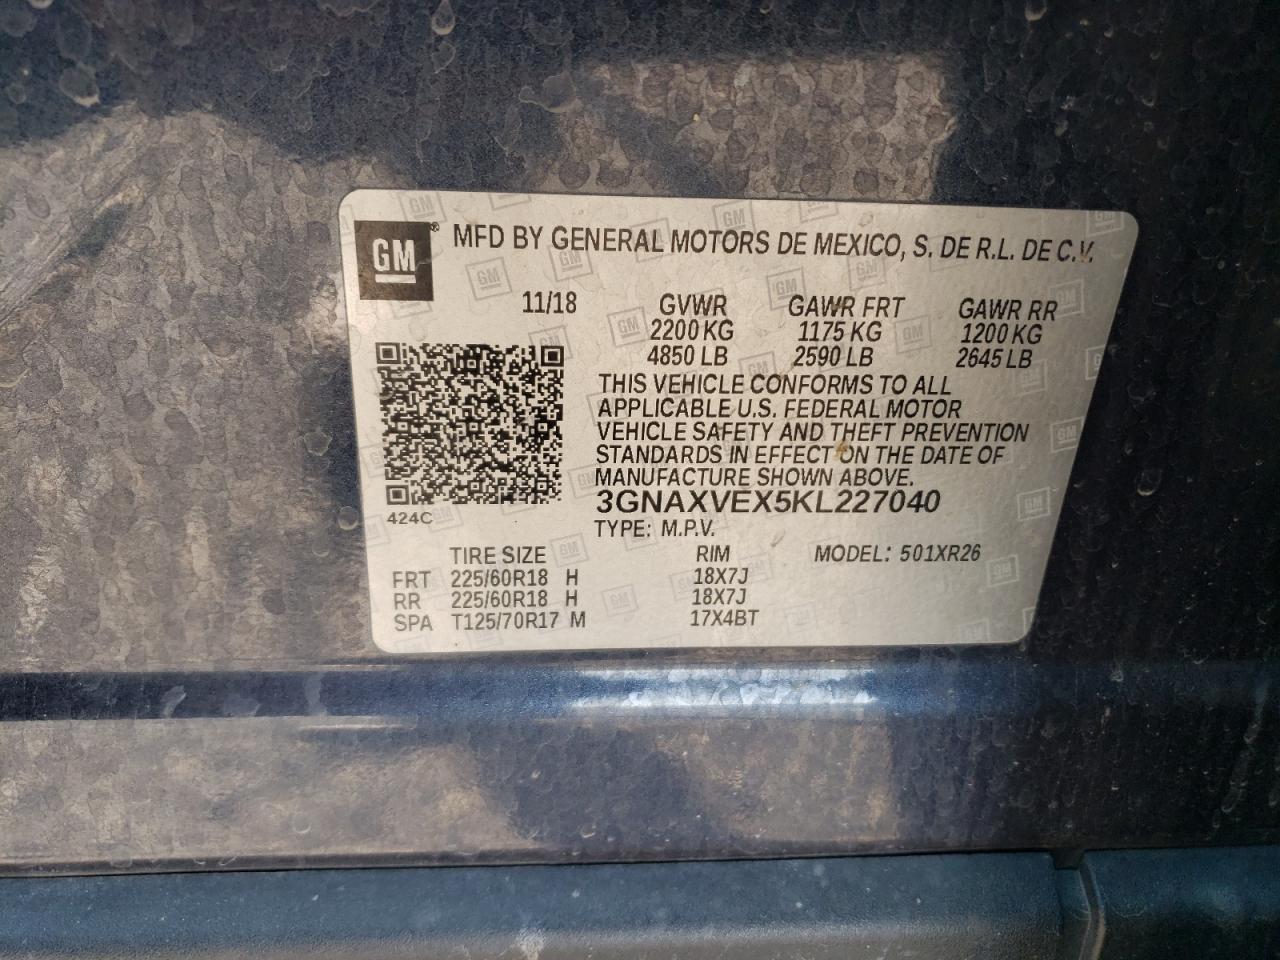 GM® MFD BY GENERAL MOTORS DE MEXICO, S. DE R.L. DE C.V.
11/18 GVWR GAWR FRT GAWR RR
2200 KG 1175 KG 1200 KG
4850 LB 2590 LB 2645 LB
THIS VEHICLE CONFORMS TO ALL
APPLICABLE U.S. FEDERAL MOTOR
VEHICLE SAFETY AND THEFT PREVENTION
STANDARDS IN EFFECT ON THE DATE OF
MANUFACTURE SHOWN ABOVE.
3GNAXVEX5KL227040
424C
TYPE: M.P.V.
TIRE SIZE RIM MODEL: 501XR26
FRT 225/60R18 H 18X7J
RR 225/60R18 H 18X7J
SPA T125/70R17 M 17X4BT